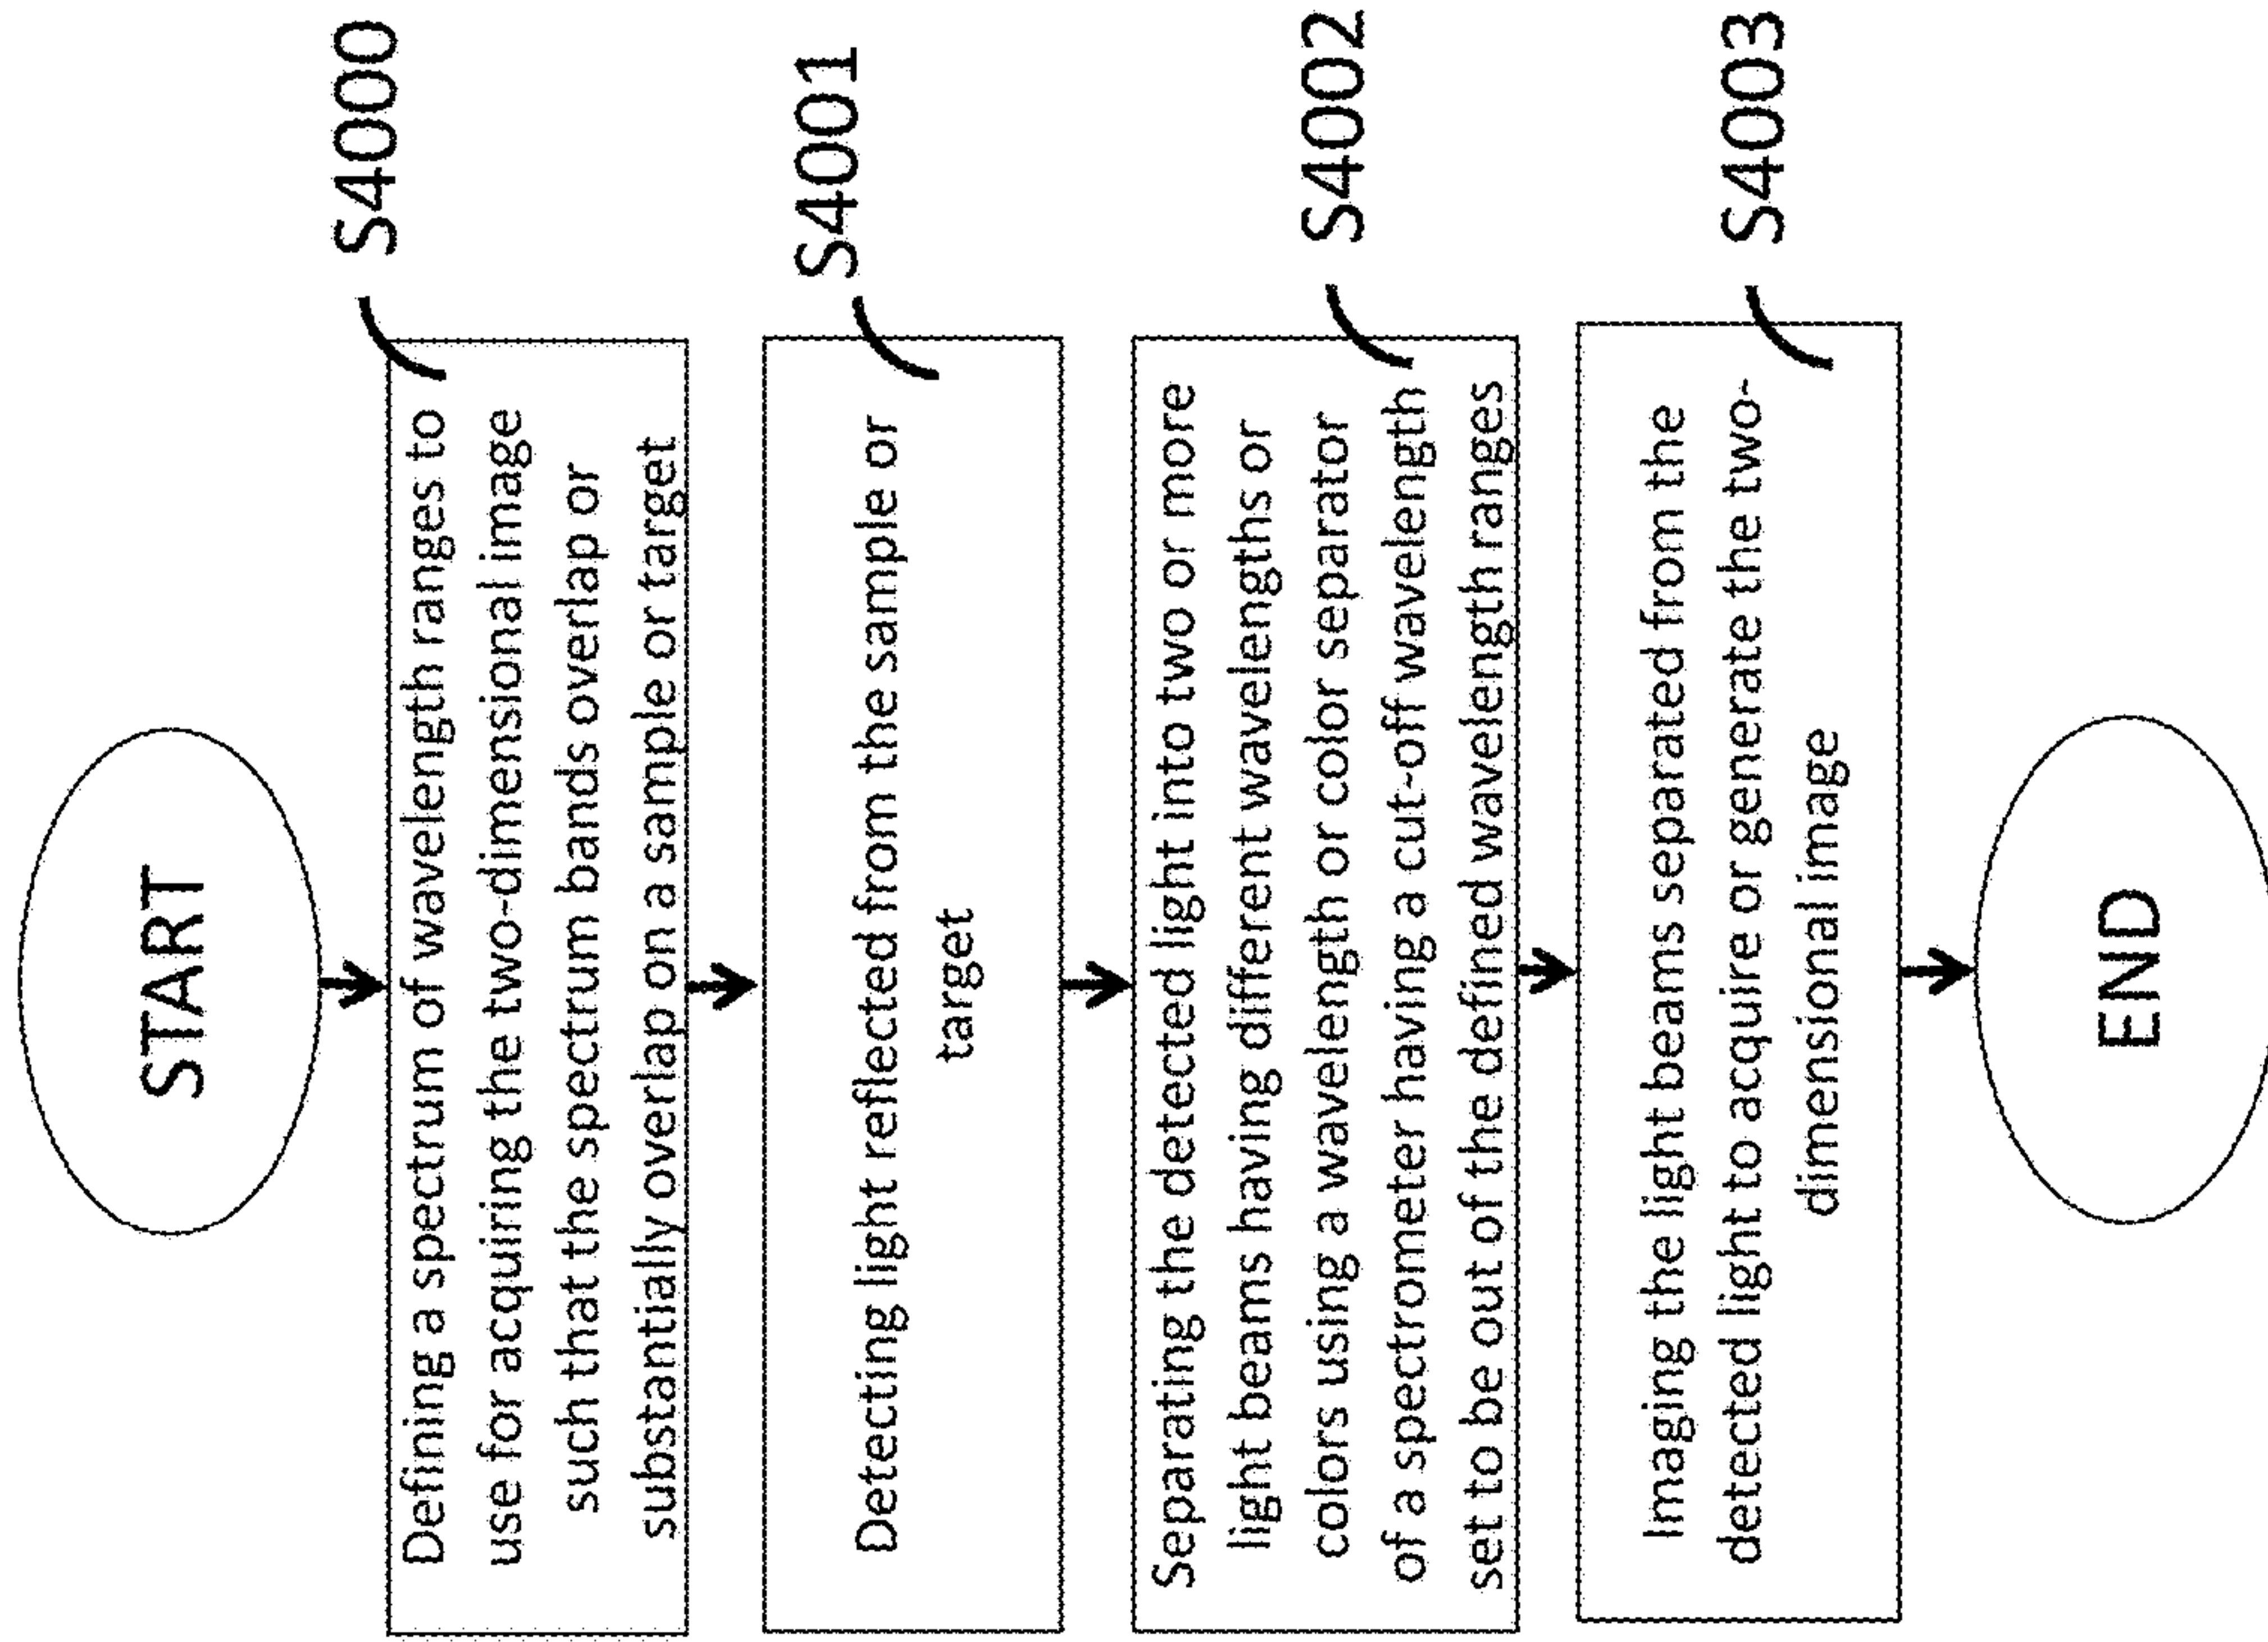 START
S4000
Defining a spectrum of wavelength ranges to
use for acquiring the two-dimensional image
such that the spectrum bands overlap or
substantially overlap on a sample or target
S4001
Detecting light reflected from the sample or
target
S4002
Separating the detected light into two or more
light beams having different wavelengths or
colors using a wavelength or color separator
of a spectrometer having a cut-off wavelength
set to be out of the defined wavelength ranges
S4003
Imaging the light beams separated from the
detected light to acquire or generate the two-
dimensional image
END